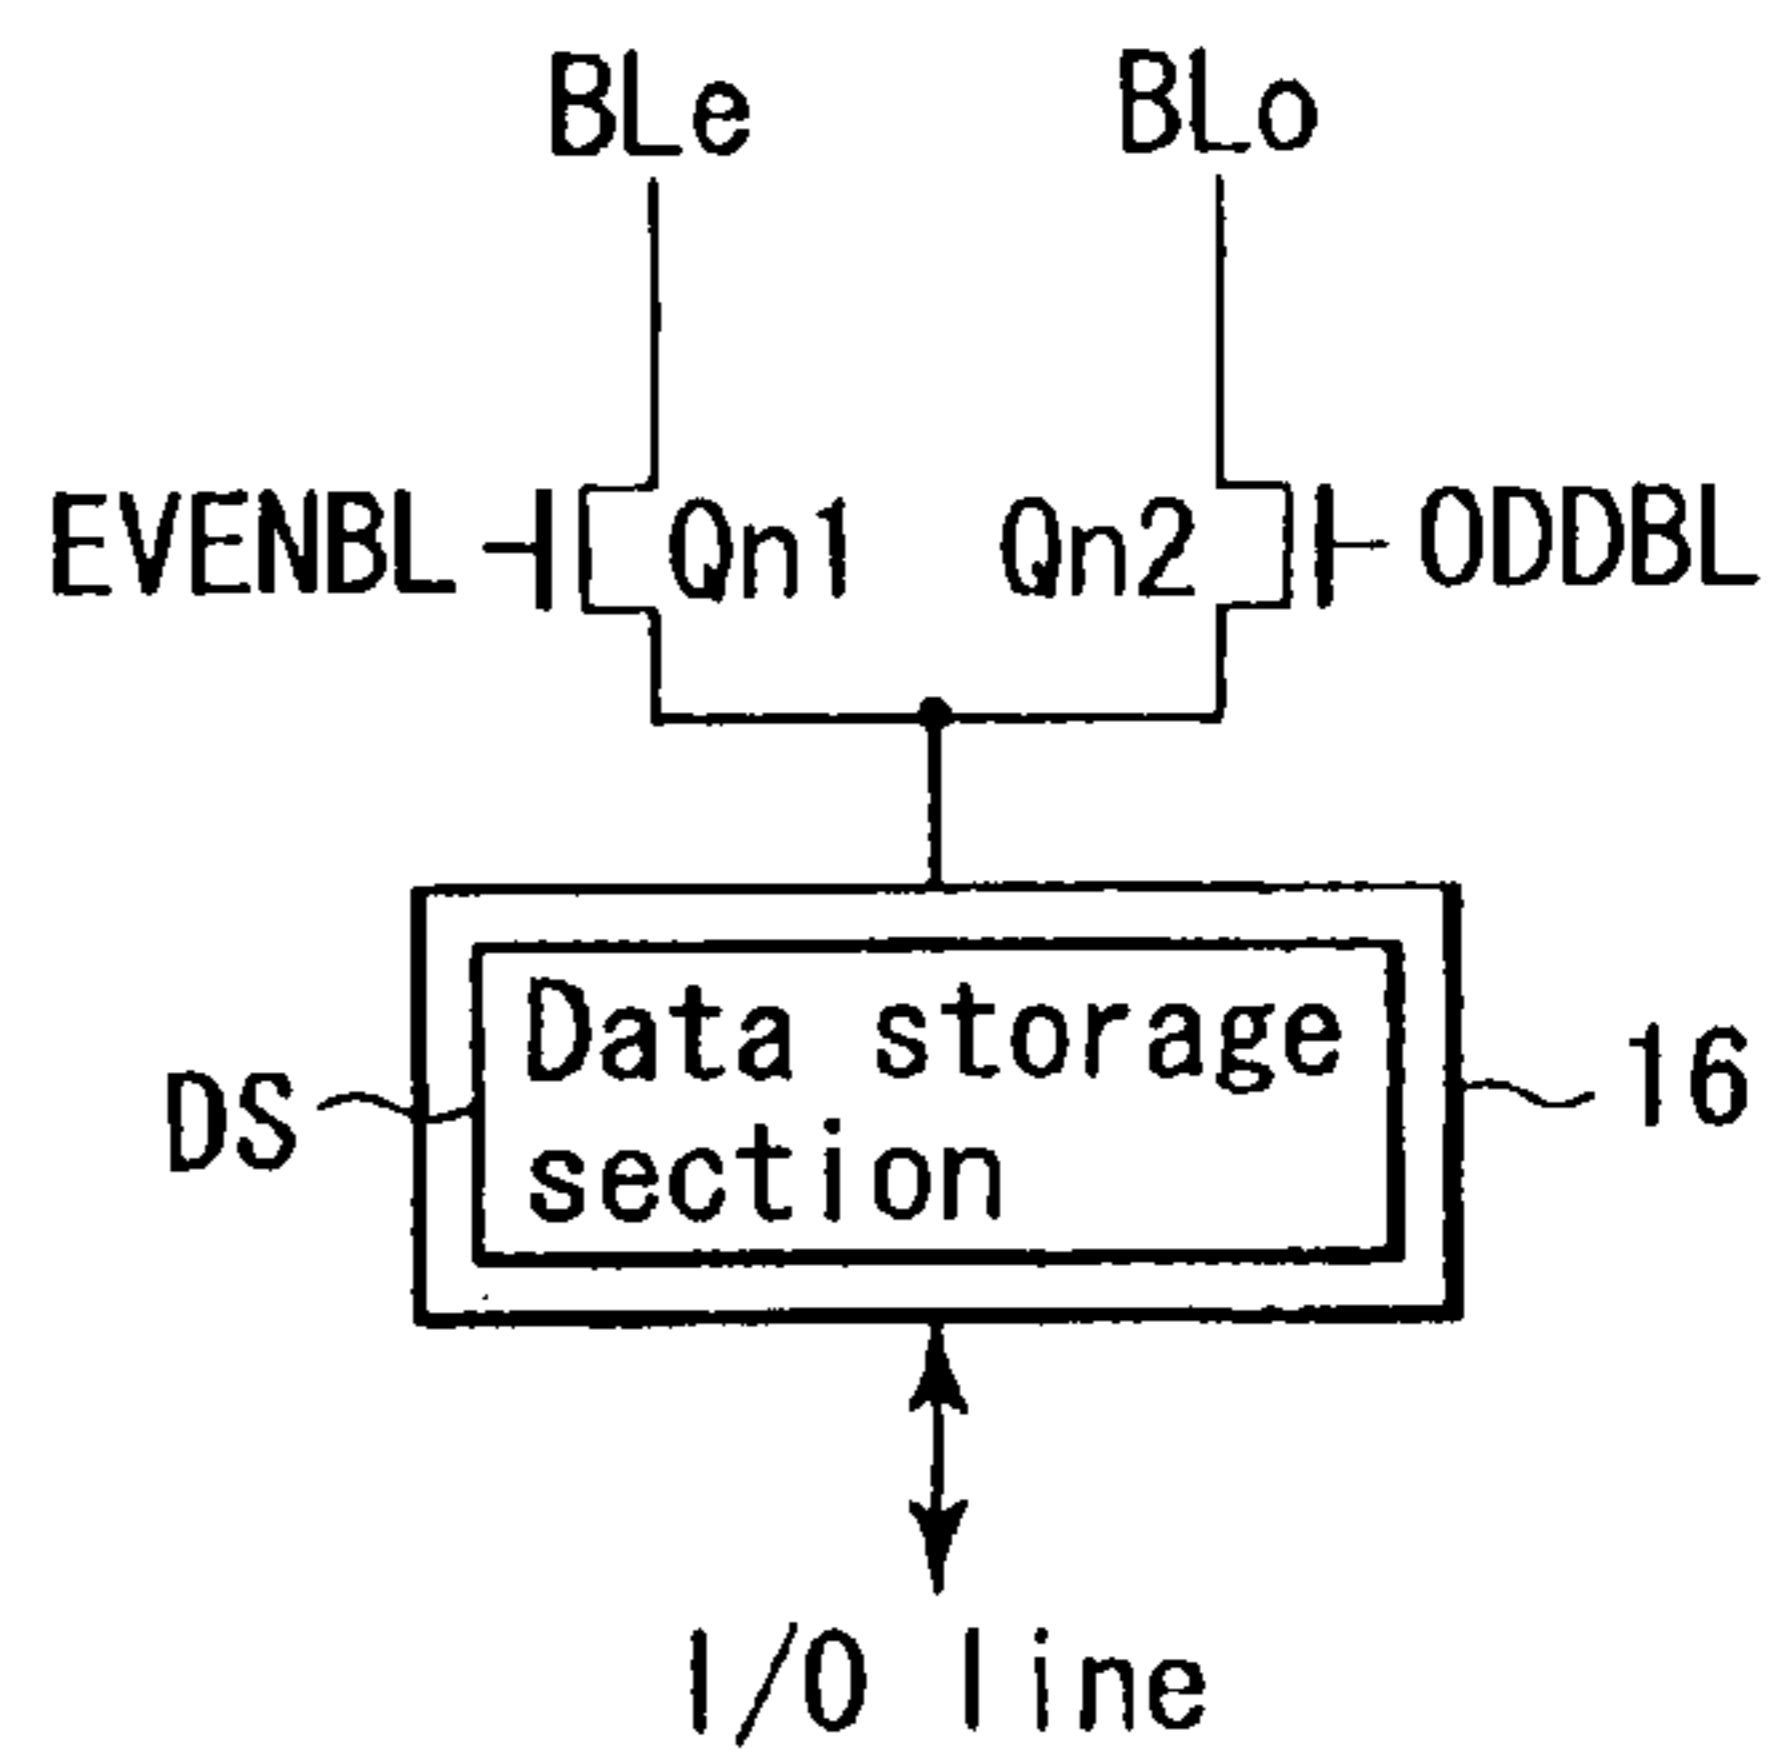 BLe BLo
EVENBL Qn1 Qn2 ODDBL
Data storage
section
DS
16
I/O line